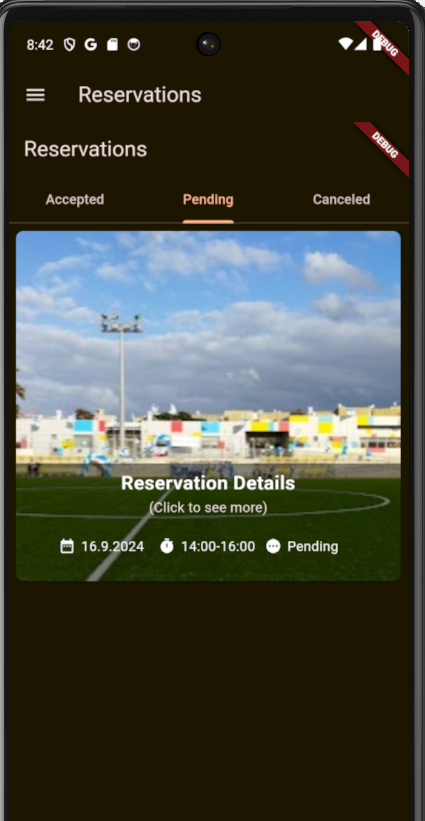 8:42
DEBUG
Reservations
Reservations
DEBUG
Accepted Pending Canceled
Reservation Details
(Click to see more)
16.9.2024 14:00-16:00 Pending